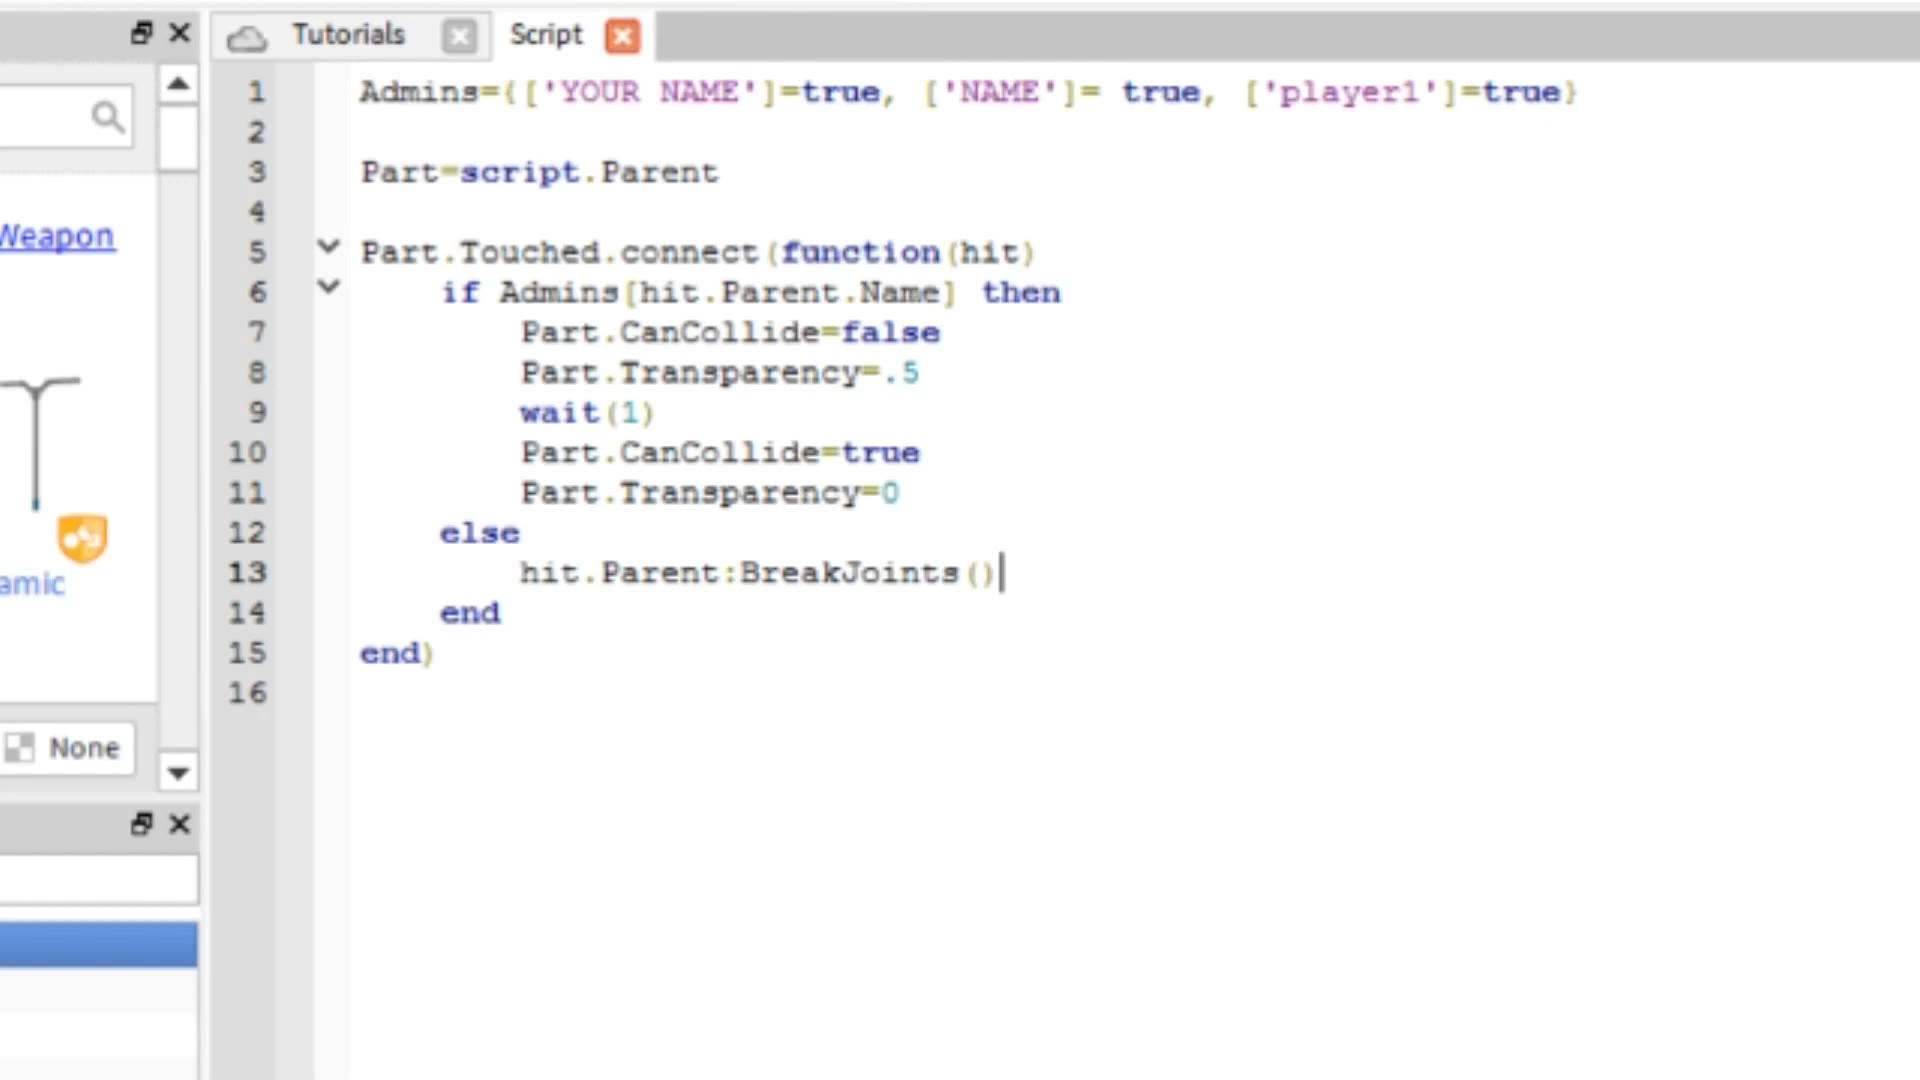 Tutorials
Script
1 Admins={['YOUR NAME']=true, ['NAME']= true, ['player1']=true}
2
3 Part=script.Parent
4
5 Part.Touched.connect(function(hit)
6 if Admins[hit.Parent.Name] then
7 Part.CanCollide=false
8 Part.Transparency=.5
9 wait(1)
10 Part.CanCollide=true
11 Part.Transparency=0
12 else
13 hit.Parent:BreakJoints()
14 end
15 end)
16
Weapon
amic
None